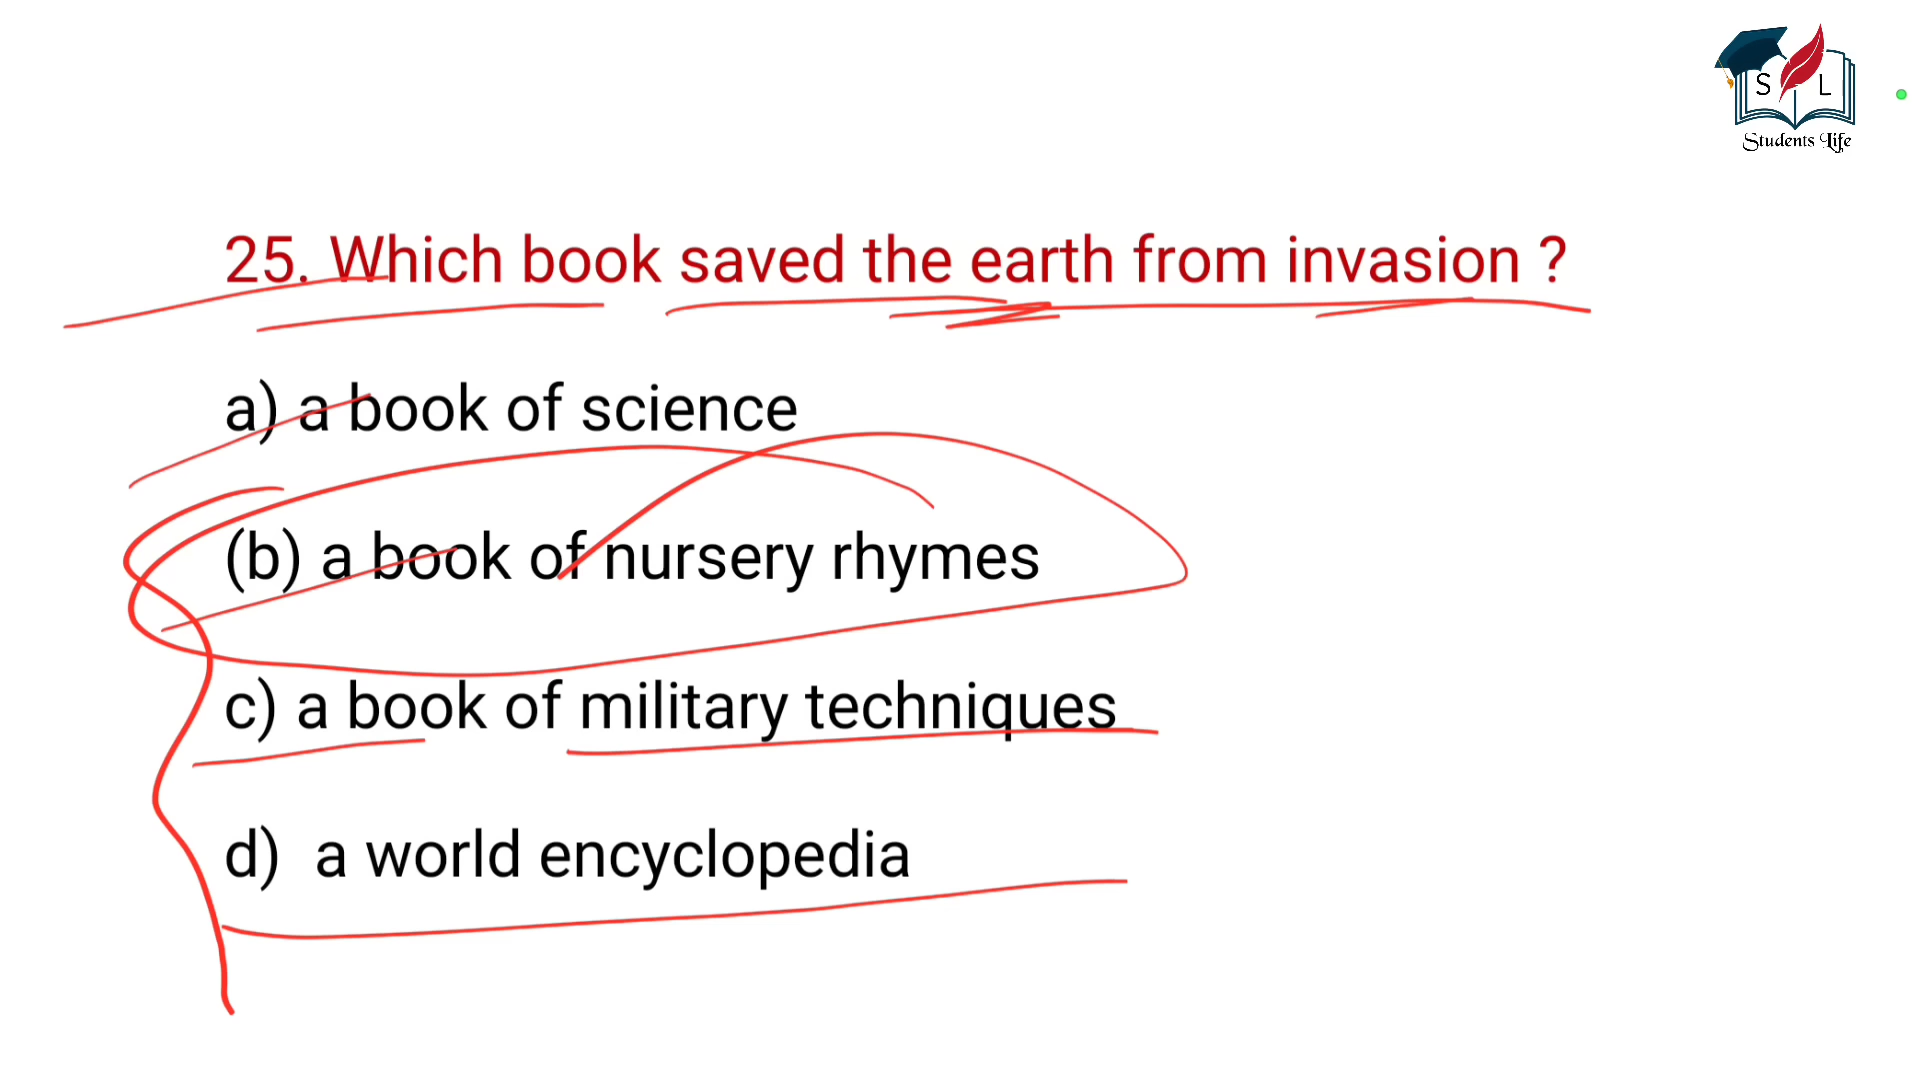 S L
Students Life
25. Which book saved the earth from invasion ?
a) a book of science
(b) a book of nursery rhymes
c) a book of military techniques
d) a world encyclopedia